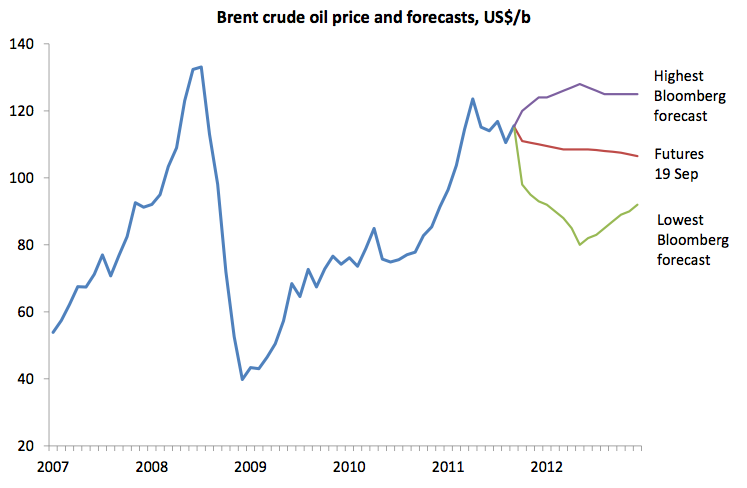 Brent crude oil price and forecasts, US$/b
140
120
100
80
60
40
20
2007 2008 2009 2010 2011 2012
Highest
Bloomberg
forecast
Futures
19 Sep
Lowest
Bloomberg
forecast